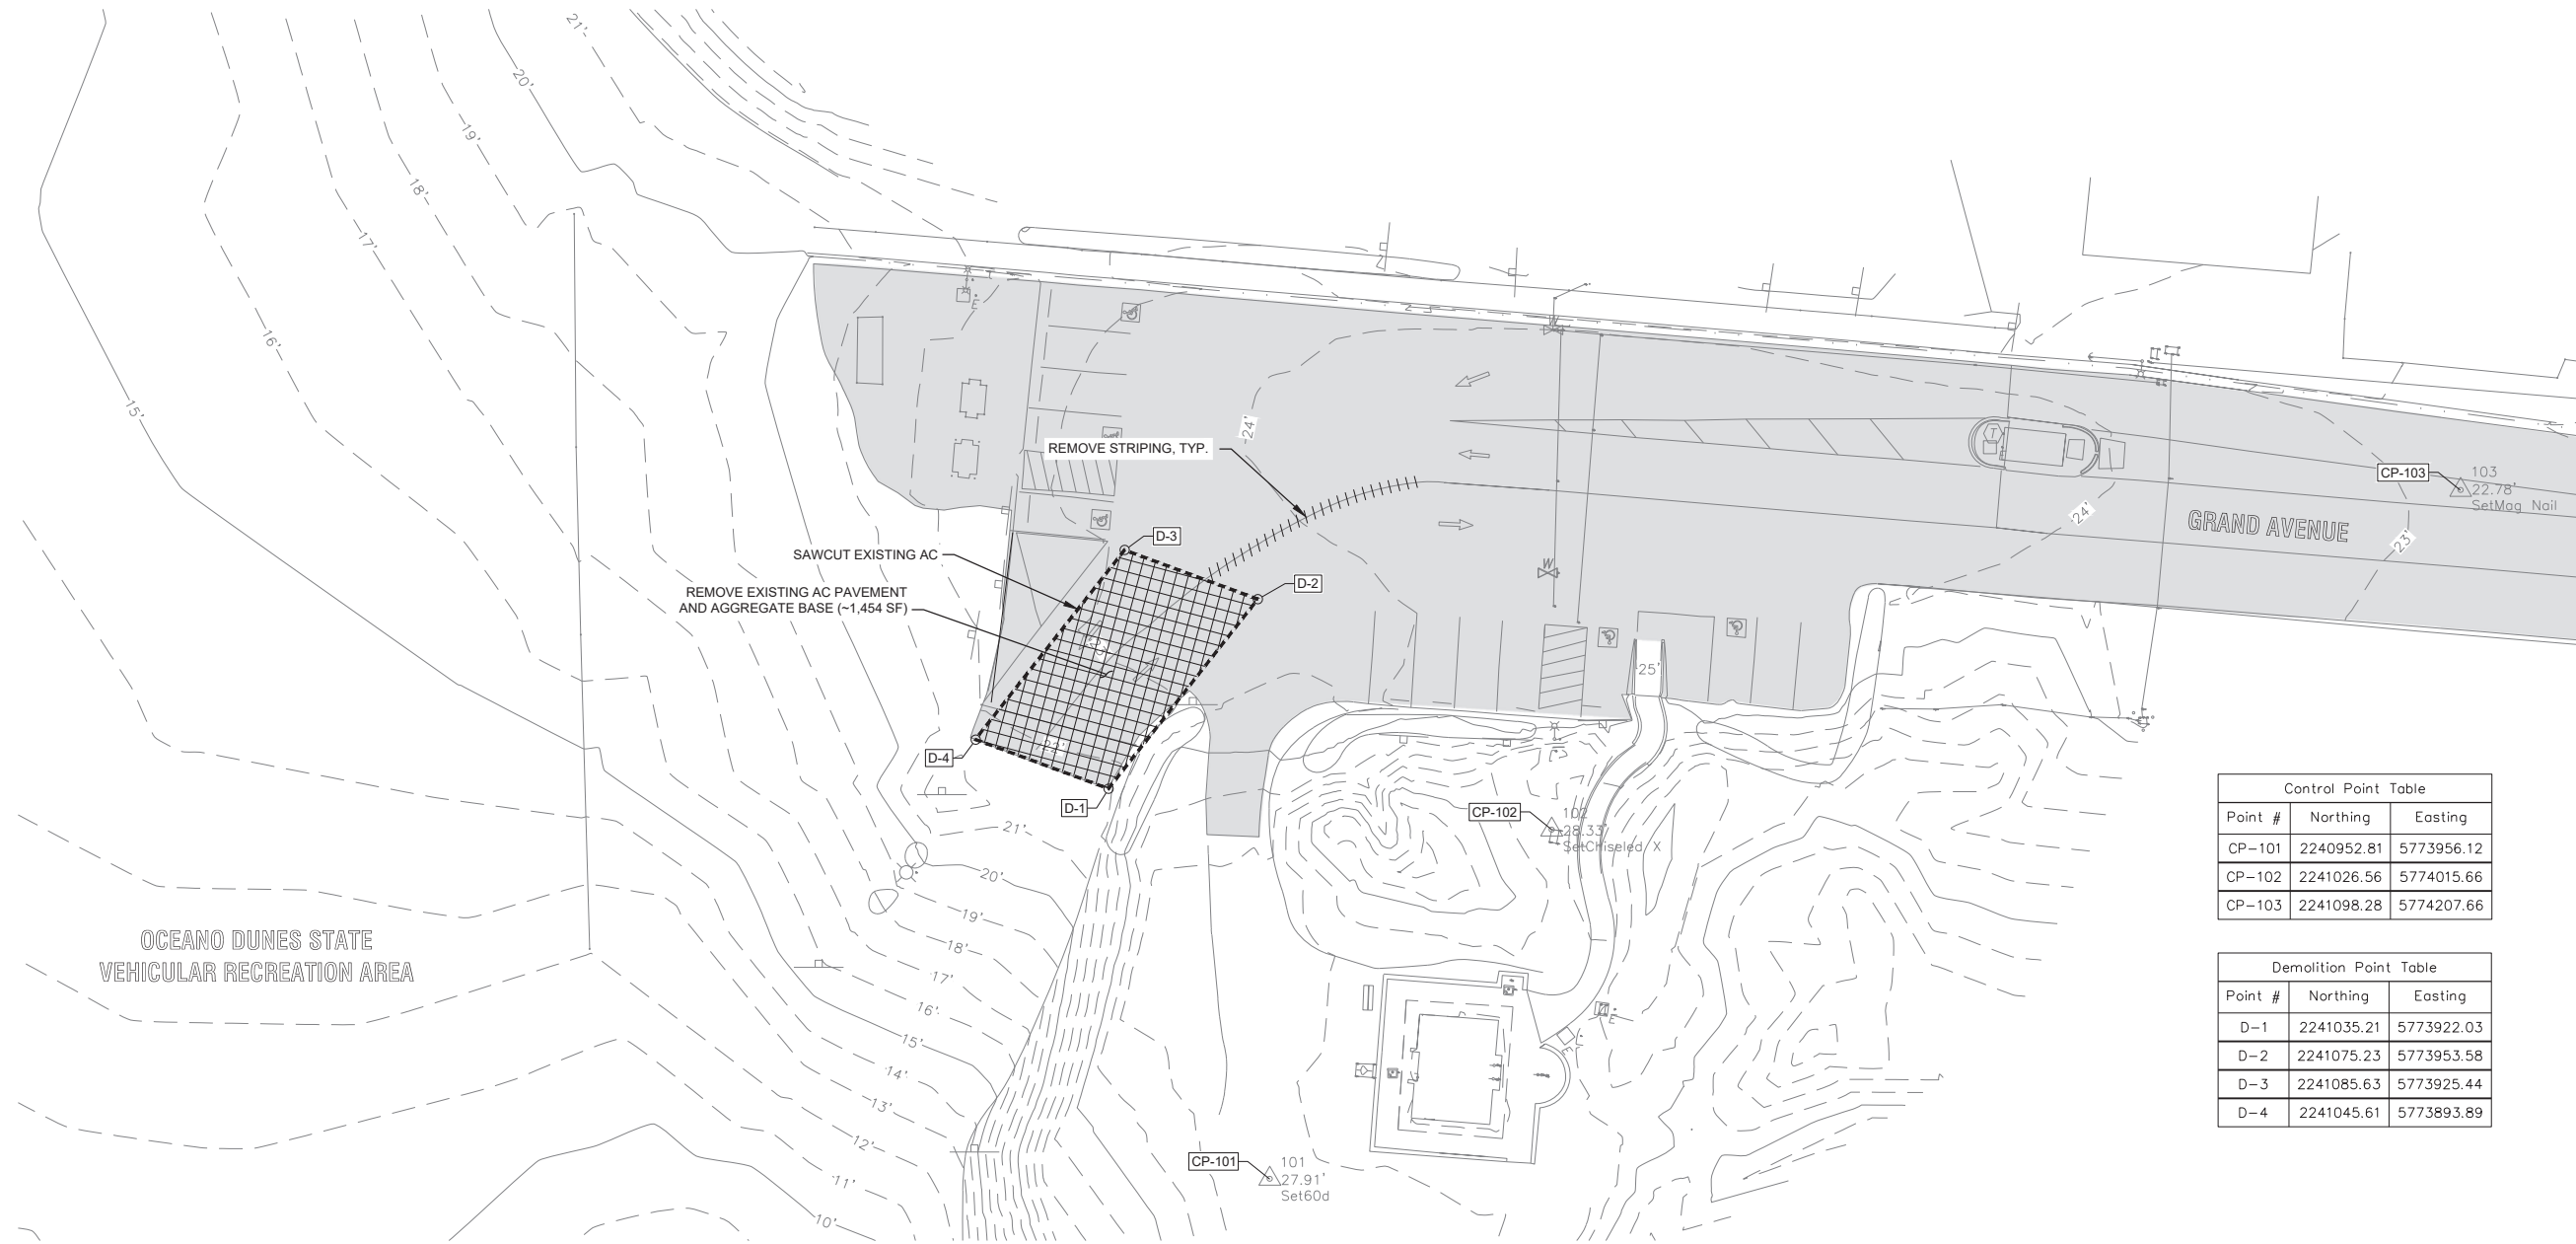 21'
20'
19'
18'
17'
16'
15'
E
W
24'
REMOVE STRIPING, TYP.
T
CP-103
103
22.78'
SetMag Nail
GRAND AVENUE
24'
23'
D-3
SAWCUT EXISTING AC
D-2
REMOVE EXISTING AC PAVEMENT
AND AGGREGATE BASE (~1,454 SF)
W
25'
22'
D-4
D-1
21'
20'
19'
18'
17'
16'
15'
14'
13'
12'
11'
10'
CP-102
102
28.33'
SetChiseled X
OCEANO DUNES STATE
VEHICULAR RECREATION AREA
E
E
CP-101
101
27.91'
Set60d
Control Point Table
Point # Northing Easting
CP-101 2240952.81 5773956.12
CP-102 2241026.56 5774015.66
CP-103 2241098.28 5774207.66
Demolition Point Table
Point # Northing Easting
D-1 2241035.21 5773922.03
D-2 2241075.23 5773953.58
D-3 2241085.63 5773925.44
D-4 2241045.61 5773893.89